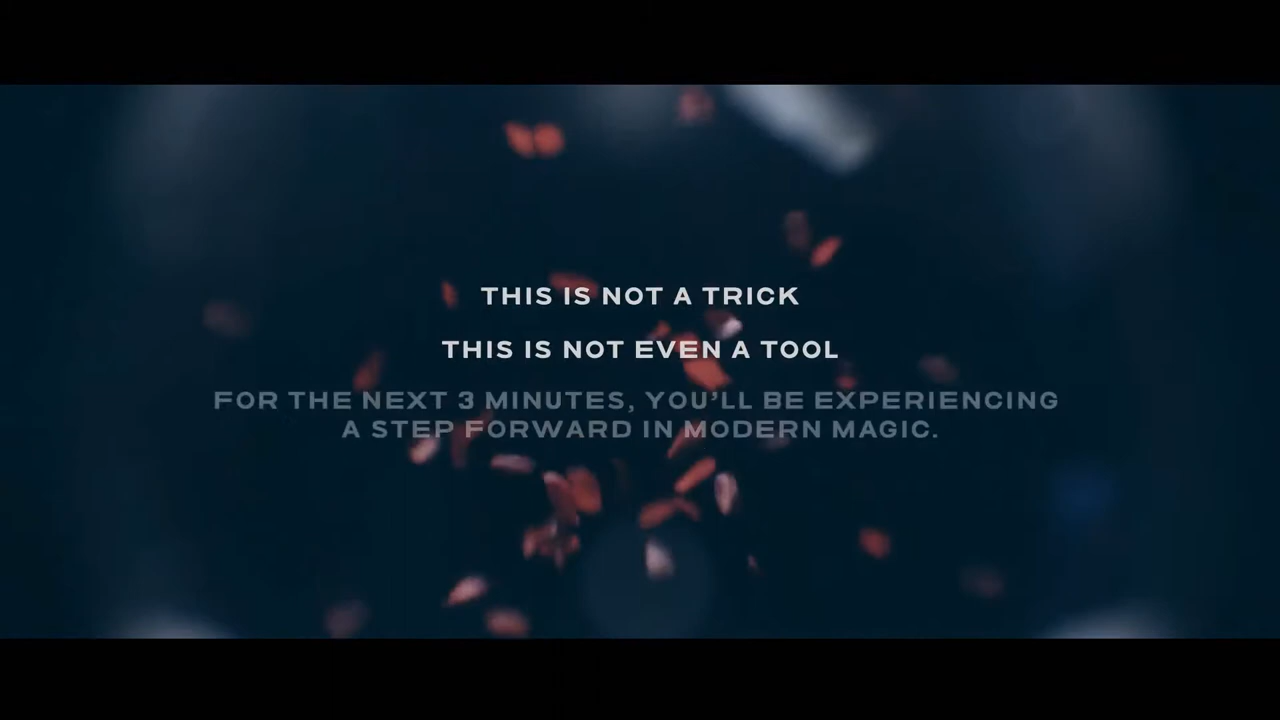 THIS IS NOT A TRICK
THIS IS NOT EVEN A TOOL
FOR THE NEXT 3 MINUTES, YOU'LL BE EXPERIENCING
A STEP FORWARD IN MODERN MAGIC.